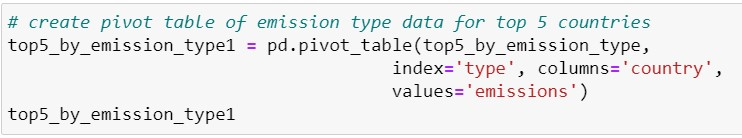 # create pivot table of emission type data for top 5 countries
top5_by_emission_type1 = pd.pivot_table(top5_by_emission_type,
index='type', columns='country',
values='emissions')
top5_by_emission_type1